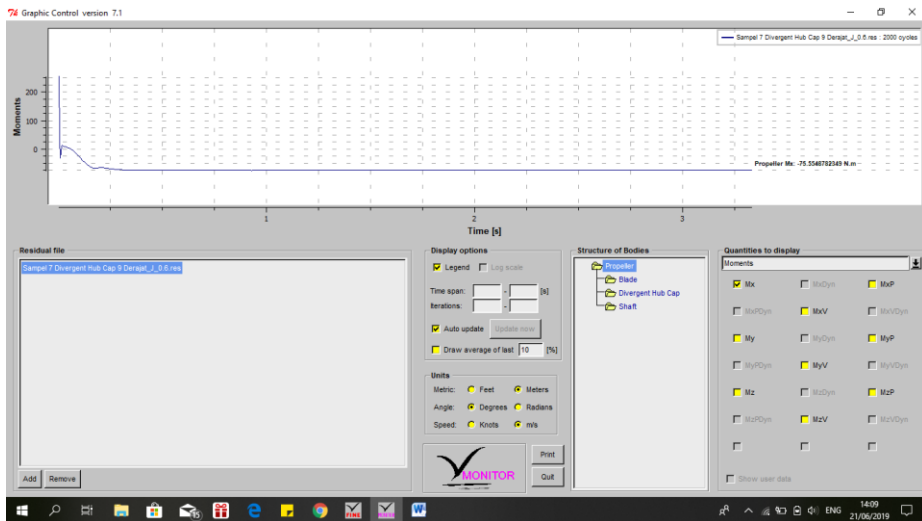 Graphic Control version 7.1
Sampel 7 Divergent Hub Cap 9 Derajat_J_0.6.res : 2000 cycles
Moments
200
100
0
Propeller Mx: -75.5548782349 N.m
1 2 3
Time [s]
Residual file
Sampel 7 Divergent Hub Cap 9 Derajat_J_0.6.res
Add Remove
Display options
Legend Log scale
Time span: - [s]
Iterations: -
Auto update Update now
Draw average of last 10 [%]
Units
Metric: Feet Meters
Angle: Degrees Radians
Speed: Knots m/s
MONITOR
Print
Quit
Structure of Bodies
Propeller
Blade
Divergent Hub Cap
Shaft
Quantities to display
Moments
Mx MxDyn MxP
MxPDyn MxV MxVDyn
My MyDyn MyP
MyPDyn MyV MyVDyn
Mz MzDyn MzP
MzPDyn MzV MzVDyn
Show user data
ENG
14:09
21/06/2019